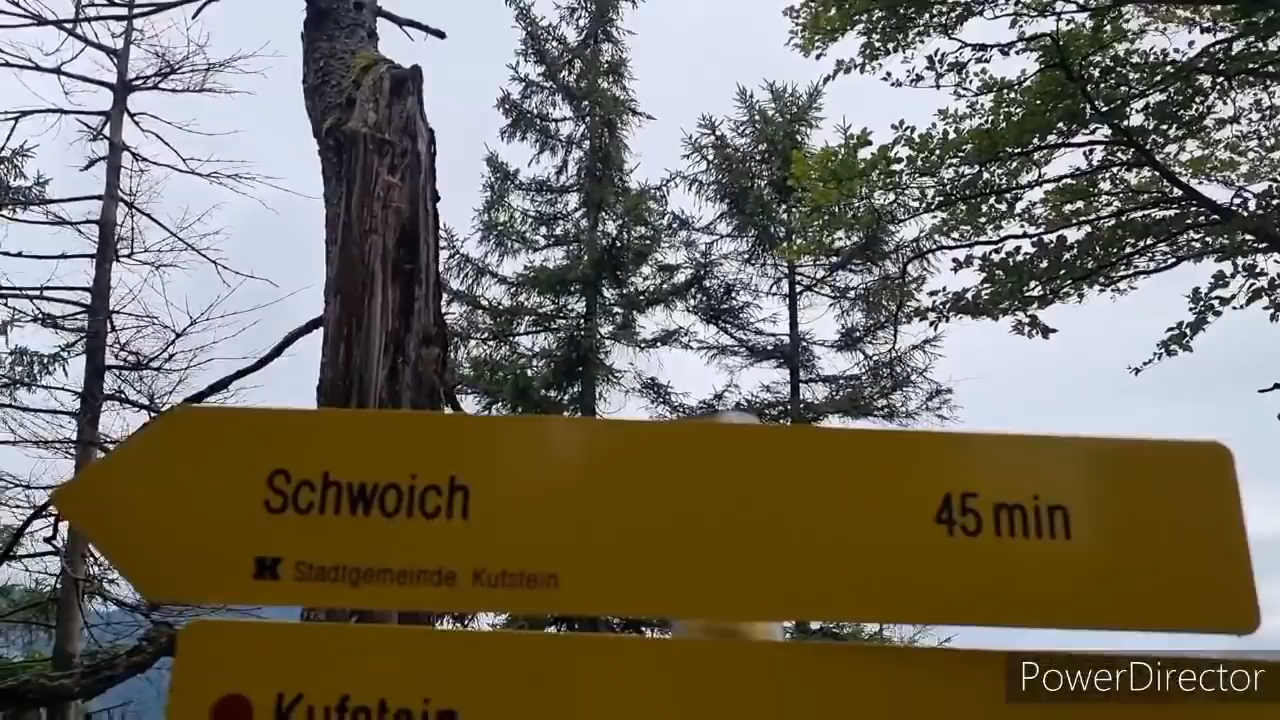 Schwoich 45 min
K Stadtgemeinde Kufstein
Kufstein
PowerDirector